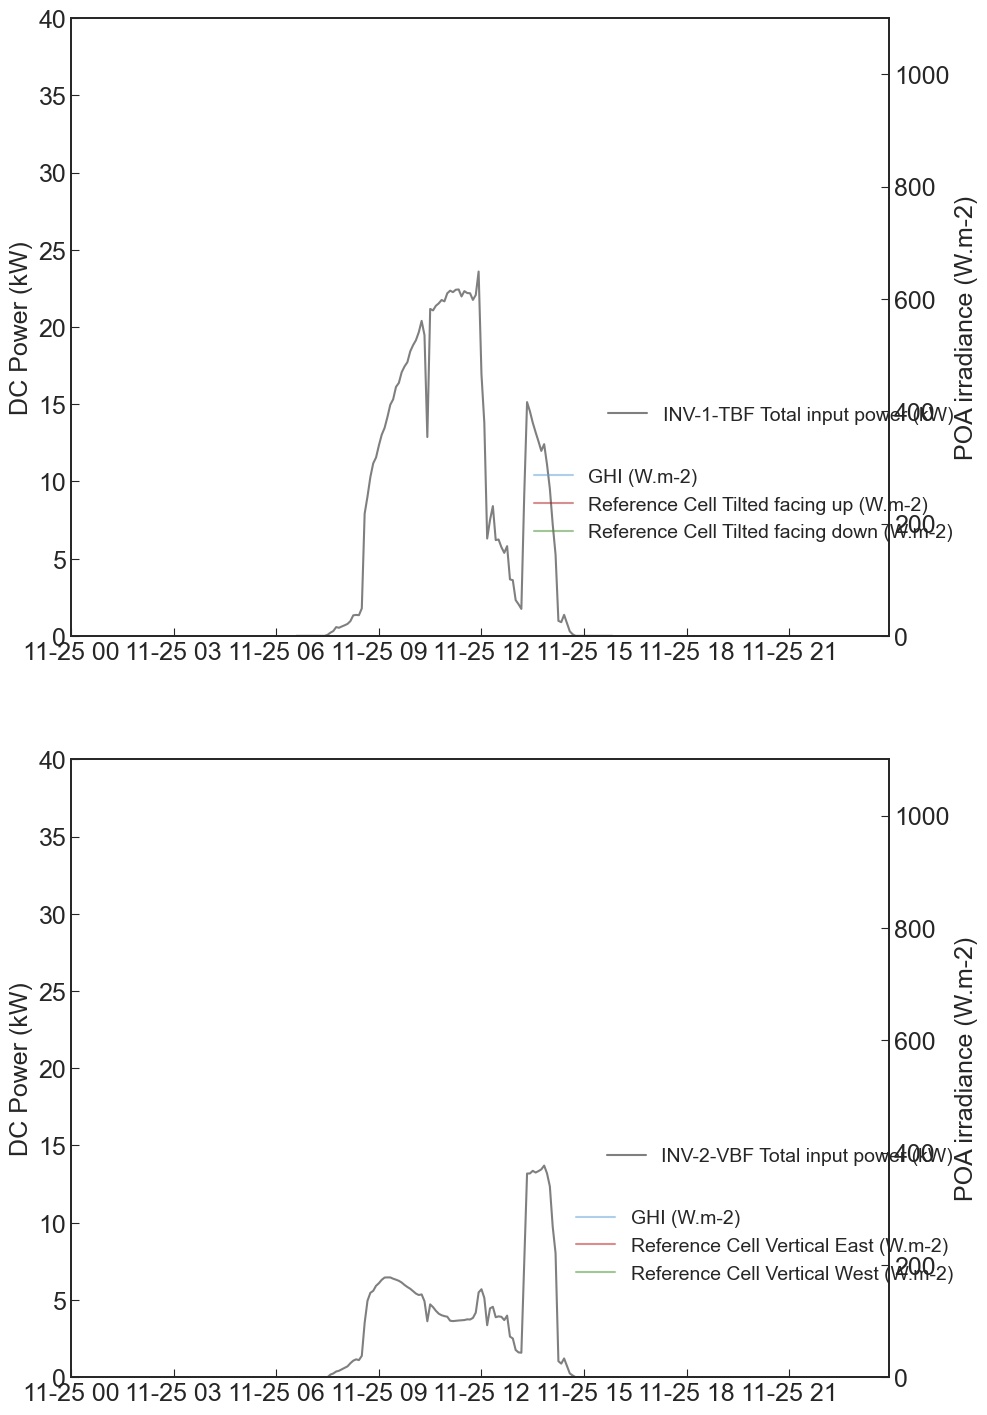 40
35
30
25
20
15
10
5
0
DC Power (kW)
1000
800
600
400
200
0
POA irradiance (W.m-2)
INV-1-TBF Total input power (kW)
GHI (W.m-2)
Reference Cell Tilted facing up (W.m-2)
Reference Cell Tilted facing down (W.m-2)
11-25 00 11-25 03 11-25 06 11-25 09 11-25 12 11-25 15 11-25 18 11-25 21
40
35
30
25
20
15
10
5
0
DC Power (kW)
1000
800
600
400
200
0
POA irradiance (W.m-2)
INV-2-VBF Total input power (kW)
GHI (W.m-2)
Reference Cell Vertical East (W.m-2)
Reference Cell Vertical West (W.m-2)
11-25 00 11-25 03 11-25 06 11-25 09 11-25 12 11-25 15 11-25 18 11-25 21